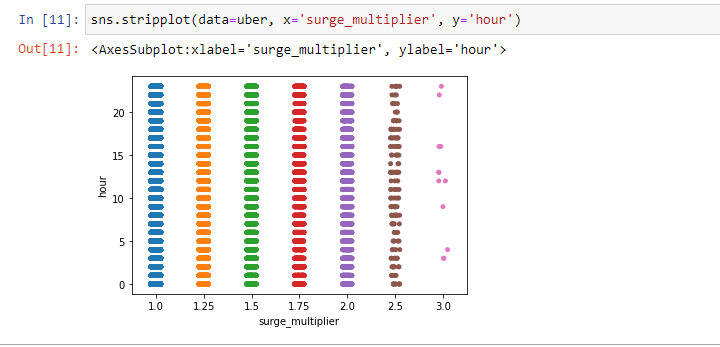 In [11]: sns.stripplot(data=uber, x='surge_multiplier', y='hour')
Out[11]: <AxesSubplot:xlabel='surge_multiplier', ylabel='hour'>
20
15
hour
10
5
0
1.0 1.25 1.5 1.75 2.0 2.5 3.0
surge_multiplier